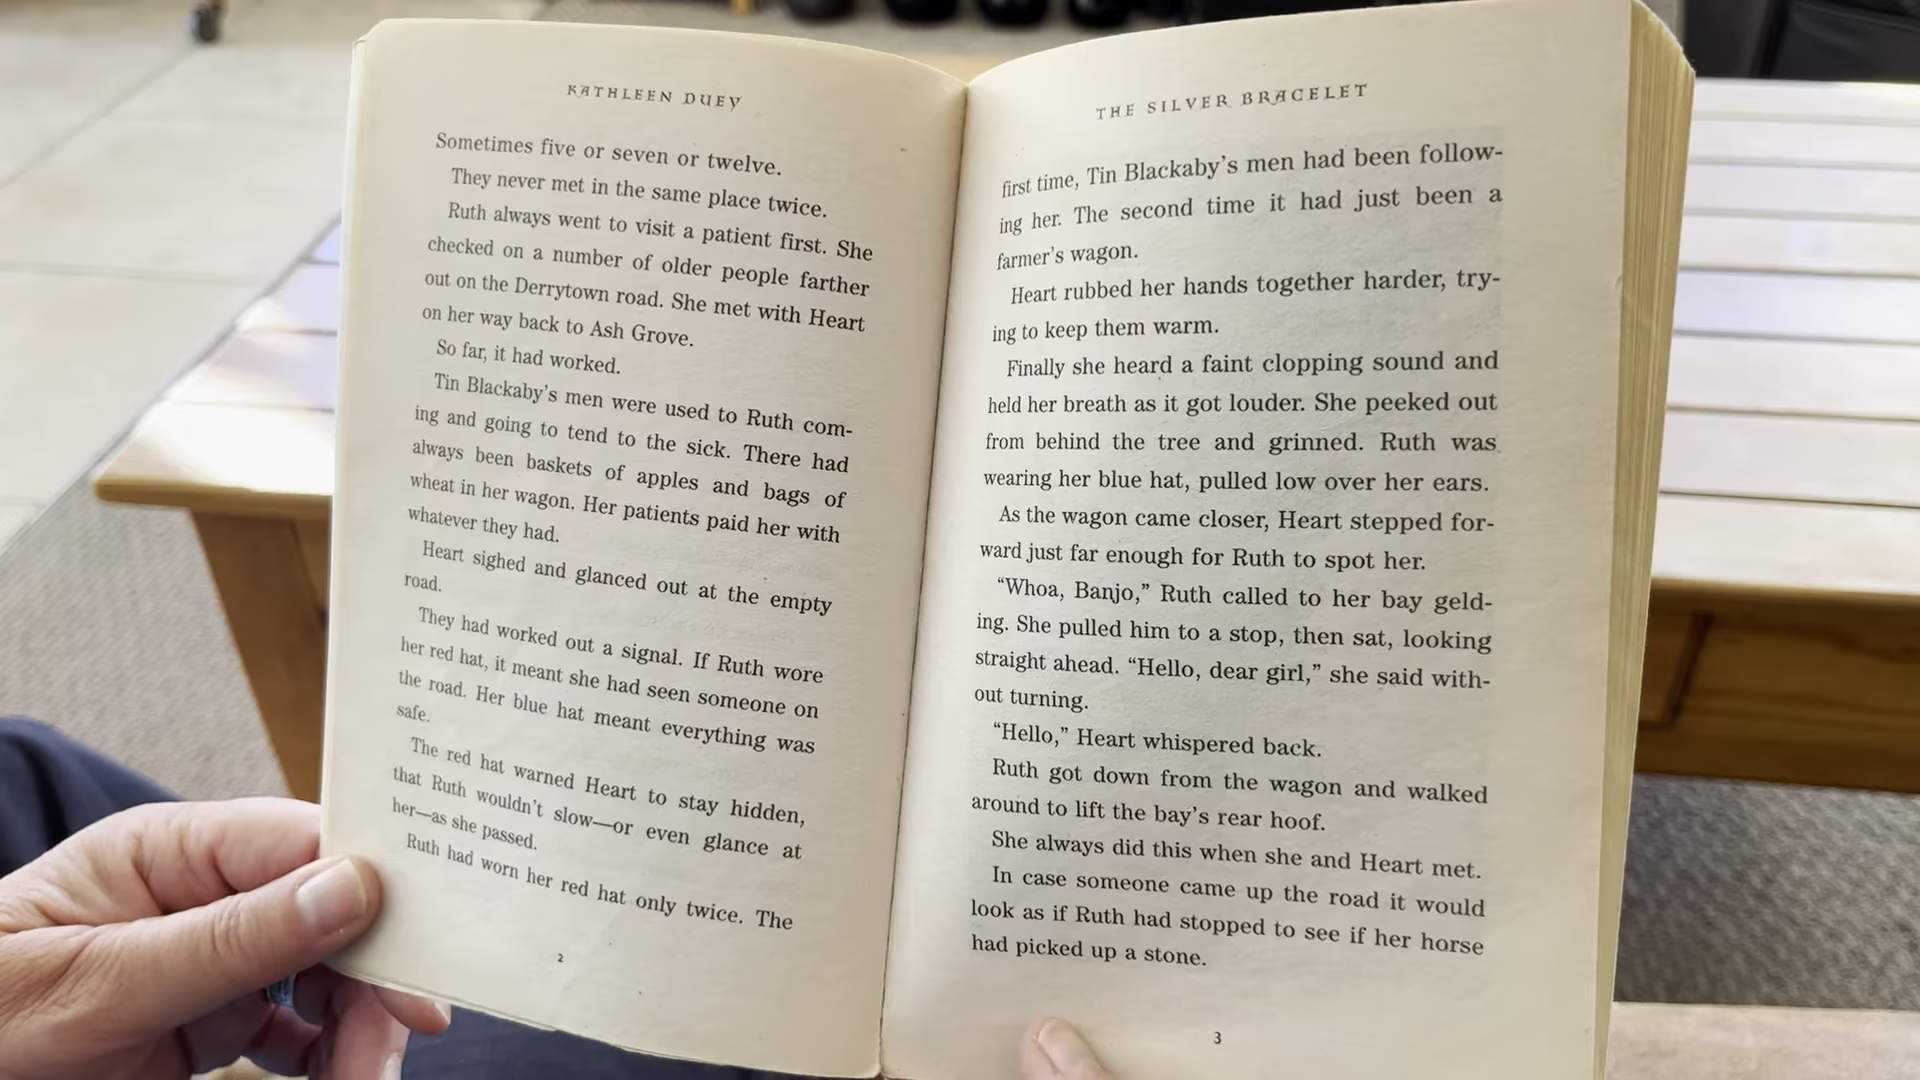 KATHLEEN DUEY
Sometimes five or seven or twelve.
They never met in the same place twice.
Ruth always went to visit a patient first. She
checked on a number of older people farther
out on the Derrytown road. She met with Heart
on her way back to Ash Grove.
So far, it had worked.
Tin Blackaby’s men were used to Ruth com-
ing and going to tend to the sick. There had
always been baskets of apples and bags of
wheat in her wagon. Her patients paid her with
whatever they had.
Heart sighed and glanced out at the empty
road.
They had worked out a signal. If Ruth wore
her red hat, it meant she had seen someone on
the road. Her blue hat meant everything was
safe.
The red hat warned Heart to stay hidden,
that Ruth wouldn’t slow—or even glance at
her—as she passed.
Ruth had worn her red hat only twice. The
2
THE SILVER BRACELET
first time, Tin Blackaby’s men had been follow-
ing her. The second time it had just been a
farmer’s wagon.
Heart rubbed her hands together harder, try-
ing to keep them warm.
Finally she heard a faint clopping sound and
held her breath as it got louder. She peeked out
from behind the tree and grinned. Ruth was
wearing her blue hat, pulled low over her ears.
As the wagon came closer, Heart stepped for-
ward just far enough for Ruth to spot her.
“Whoa, Banjo,” Ruth called to her bay geld-
ing. She pulled him to a stop, then sat, looking
straight ahead. “Hello, dear girl,” she said with-
out turning.
“Hello,” Heart whispered back.
Ruth got down from the wagon and walked
around to lift the bay’s rear hoof.
She always did this when she and Heart met.
In case someone came up the road it would
look as if Ruth had stopped to see if her horse
had picked up a stone.
3